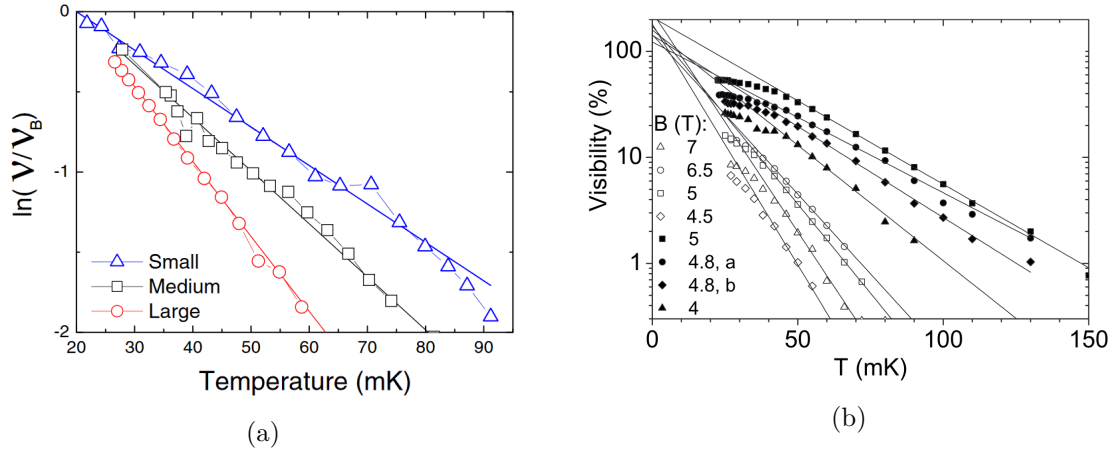 0
-1
-2
ln(𝒱/𝒱B)
Small
Medium
Large
20 30 40 50 60 70 80 90
Temperature (mK)
(a)
100
10
1
Visibility (%)
B (T):
7
6.5
5
4.5
5
4.8, a
4.8, b
4
0 50 100 150
T (mK)
(b)